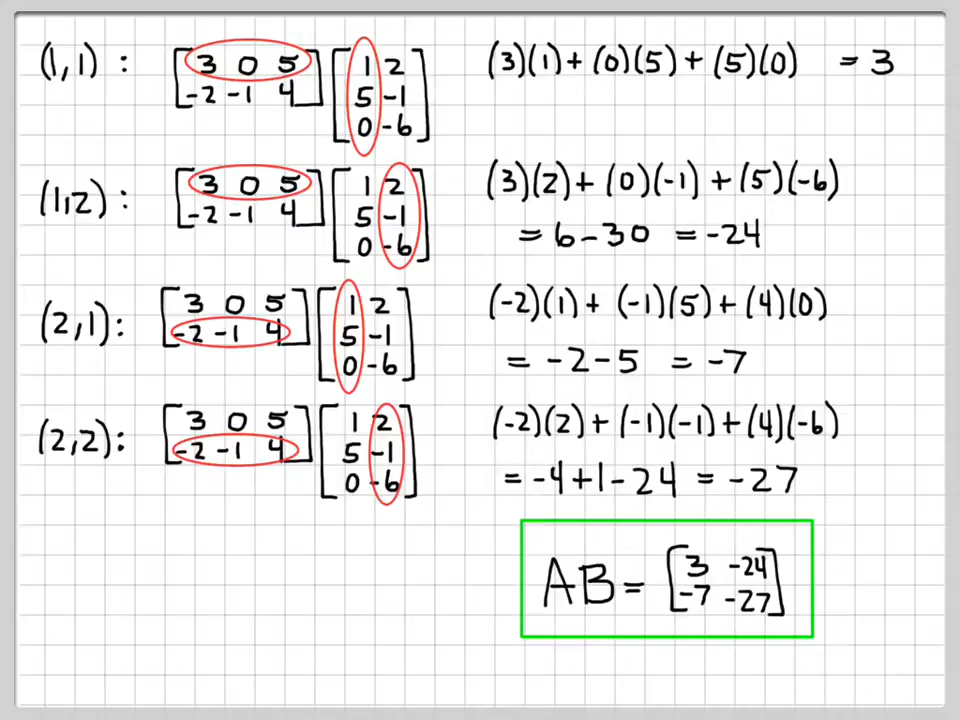 (1,1) : [3 0 5] [1 2] (3)(1) + (0)(5) + (5)(0) = 3
[-2 -1 4] [5 -1]
[0 -6]
(1,2) : [3 0 5] [1 2] (3)(2) + (0)(-1) + (5)(-6)
[-2 -1 4] [5 -1]
[0 -6] = 6 - 30 = -24
(2,1) : [3 0 5] [1 2] (-2)(1) + (-1)(5) + (4)(0)
[-2 -1 4] [5 -1]
[0 -6] = -2 - 5 = -7
(2,2) : [3 0 5] [1 2] (-2)(2) + (-1)(-1) + (4)(-6)
[-2 -1 4] [5 -1]
[0 -6] = -4 + 1 - 24 = -27
AB = [3 -24]
[-7 -27]